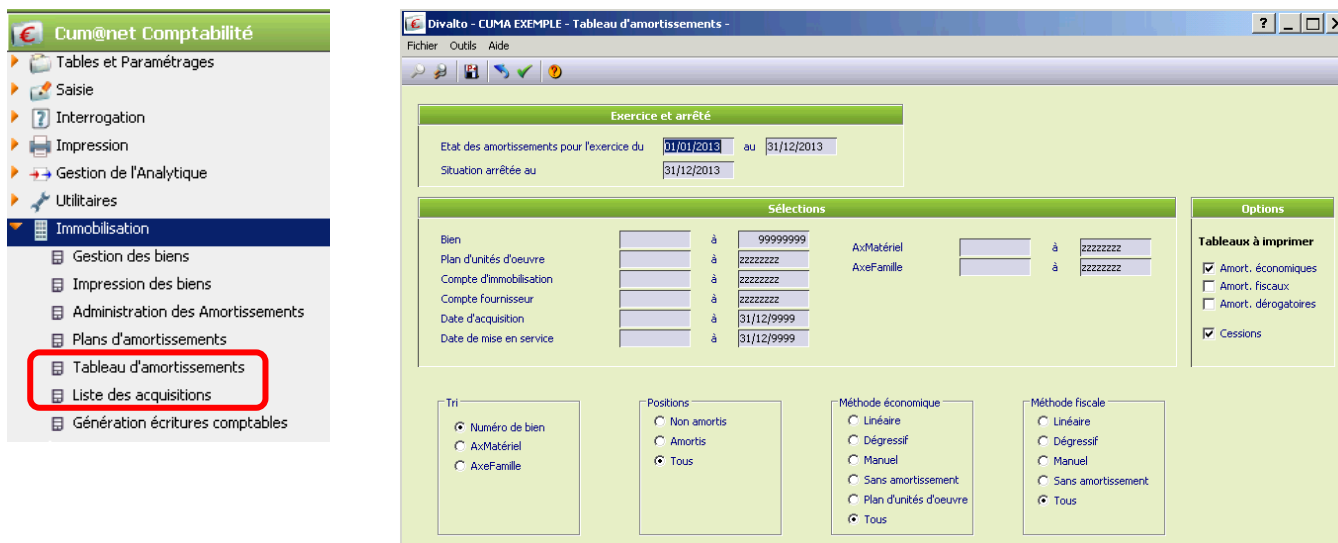 Cum@net Comptabilité
Tables et Paramétrages
Saisie
Interrogation
Impression
Gestion de l'Analytique
Utilitaires
Immobilisation
Gestion des biens
Impression des biens
Administration des Amortissements
Plans d'amortissements
Tableau d'amortissements
Liste des acquisitions
Génération écritures comptables
Divalto - CUMA EXEMPLE - Tableau d'amortissements -
Fichier Outils Aide
Exercice et arrêté
Etat des amortissements pour l'exercice du 01/01/2013 au 31/12/2013
Situation arrêtée au 31/12/2013
Sélections
Bien à 99999999
Plan d'unités d'oeuvre à zzzzzzzz
Compte d'immobilisation à zzzzzzzz
Compte fournisseur à zzzzzzzz
Date d'acquisition à 31/12/9999
Date de mise en service à 31/12/9999
AxMatériel à zzzzzzzz
AxeFamille à zzzzzzzz
Options
Tableaux à imprimer
Amort. économiques
Amort. fiscaux
Amort. dérogatoires
Cessions
Tri
Numéro de bien
AxMatériel
AxeFamille
Positions
Non amortis
Amortis
Tous
Méthode économique
Linéaire
Dégressif
Manuel
Sans amortissement
Plan d'unités d'oeuvre
Tous
Méthode fiscale
Linéaire
Dégressif
Manuel
Sans amortissement
Tous